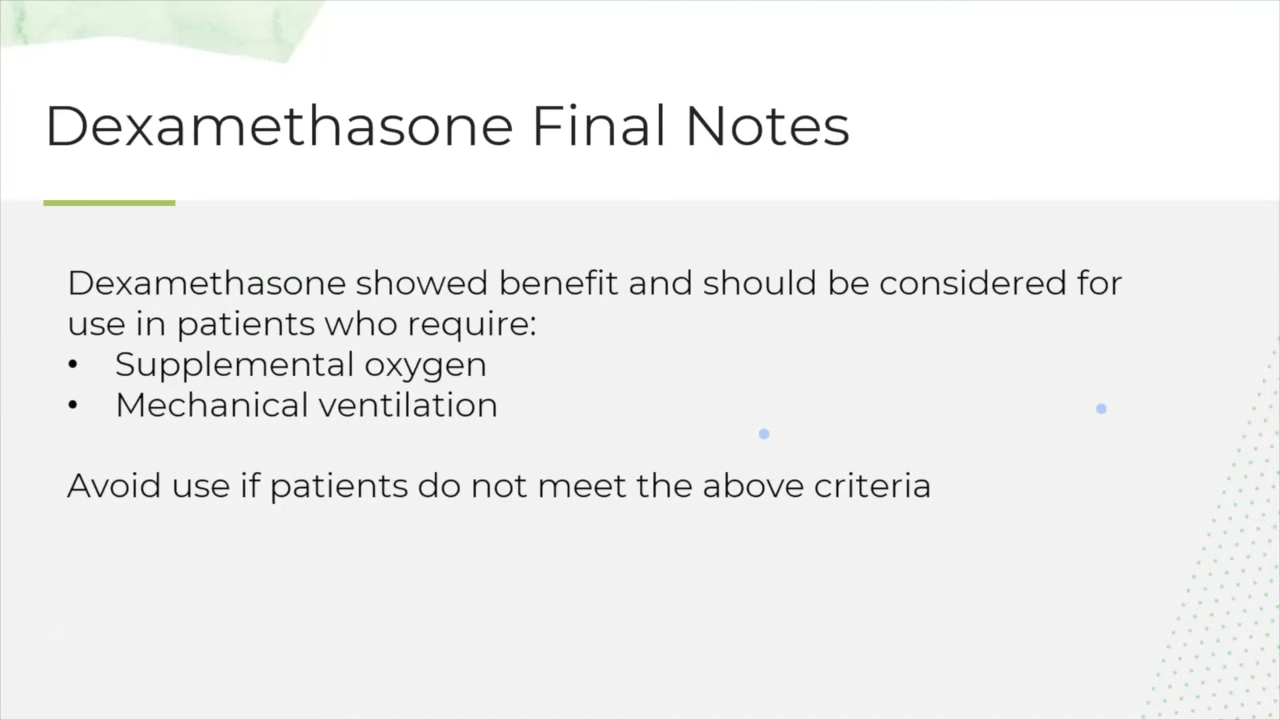 Dexamethasone Final Notes
Dexamethasone showed benefit and should be considered for
use in patients who require:
• Supplemental oxygen
• Mechanical ventilation
Avoid use if patients do not meet the above criteria